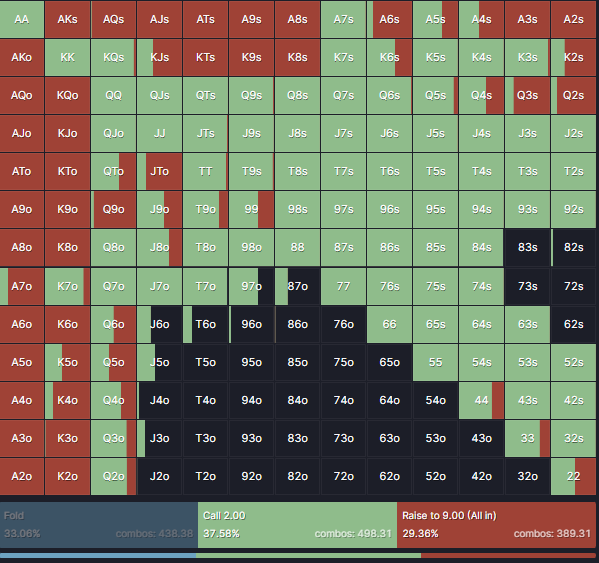 AA AKs AQs AJs ATs A9s A8s A7s A6s A5s A4s A3s A2s
AKo KK KQs KJs KTs K9s K8s K7s K6s K5s K4s K3s K2s
AQo KQo QQ QJs QTs Q9s Q8s Q7s Q6s Q5s Q4s Q3s Q2s
AJo KJo QJo JJ JTs J9s J8s J7s J6s J5s J4s J3s J2s
ATo KTo QTo JTo TT T9s T8s T7s T6s T5s T4s T3s T2s
A9o K9o Q9o J9o T9o 99 98s 97s 96s 95s 94s 93s 92s
A8o K8o Q8o J8o T8o 98o 88 87s 86s 85s 84s 83s 82s
A7o K7o Q7o J7o T7o 97o 87o 77 76s 75s 74s 73s 72s
A6o K6o Q6o J6o T6o 96o 86o 76o 66 65s 64s 63s 62s
A5o K5o Q5o J5o T5o 95o 85o 75o 65o 55 54s 53s 52s
A4o K4o Q4o J4o T4o 94o 84o 74o 64o 54o 44 43s 42s
A3o K3o Q3o J3o T3o 93o 83o 73o 63o 53o 43o 33 32s
A2o K2o Q2o J2o T2o 92o 82o 72o 62o 52o 42o 32o 22
Fold Call 2.00 Raise to 9.00 (All in)
33.06% combos: 438.38 37.58% combos: 498.31 29.36% combos: 389.31